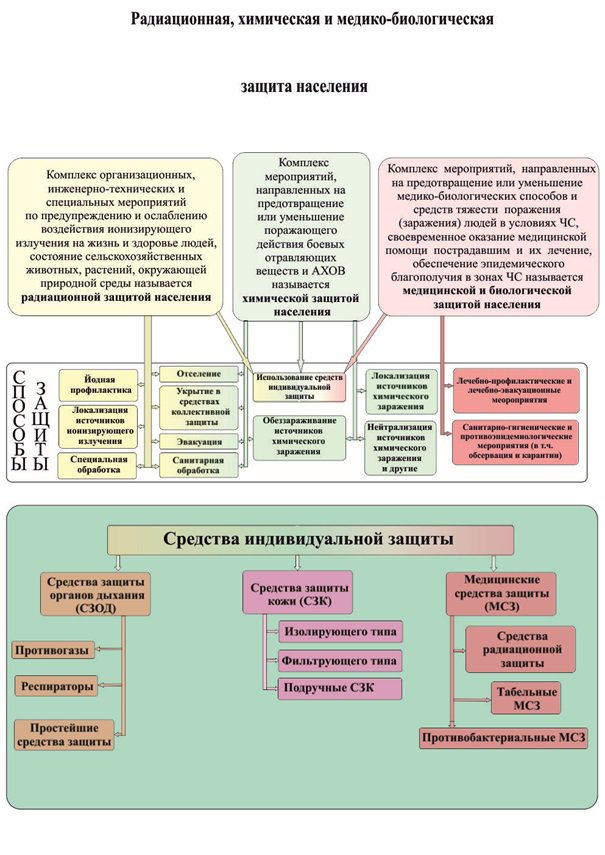 Радиационная, химическая и медико-биологическая
защита населения
Комплекс организационных,
инженерно-технических и
специальных мероприятий
по предупреждению и ослаблению
воздействия ионизирующего
излучения на жизнь и здоровье людей,
состояние сельскохозяйственных
животных, растений, окружающей
природной среды называется
радиационной защитой населения
Комплекс
мероприятий,
направленных на
предотвращение
или уменьшение
поражающего
действия боевых
отравляющих
веществ и АХОВ
называется
химической защитой
населения
Комплекс мероприятий, направленных
на предотвращение или уменьшение
медико-биологических способов и
средств тяжести поражения
(заражения) людей в условиях ЧС,
своевременное оказание медицинской
помощи пострадавшим и их лечение,
обеспечение эпидемического
благополучия в зонах ЧС называется
медицинской и биологической
защитой населения
СПОСОБЫ
ЗАЩИТЫ
Йодная
профилактика
Локализация
источников
ионизирующего
излучения
Специальная
обработка
Отселение
Укрытие в
средствах
коллективной
защиты
Эвакуация
Санитарная
обработка
Использование средств
индивидуальной
защиты
Обеззараживание
источников
химического
заражения
Локализация
источников
химического
заражения
Нейтрализация
источников
химического
заражения
и другие
Лечебно-профилактические и
лечебно-эвакуационные
мероприятия
Санитарно-гигиенические и
противоэпидемиологические
мероприятия (в т.ч.
обсервация и карантин)
Средства индивидуальной защиты
Средства защиты
органов дыхания (СЗОД)
Противогазы
Респираторы
Простейшие
средства защиты
Средства защиты
кожи (СЗК)
Изолирующего типа
Фильтрующего типа
Подручные СЗК
Медицинские
средства защиты
(МСЗ)
Средства
радиационной
защиты
Табельные
МСЗ
Противобактериальные МСЗ